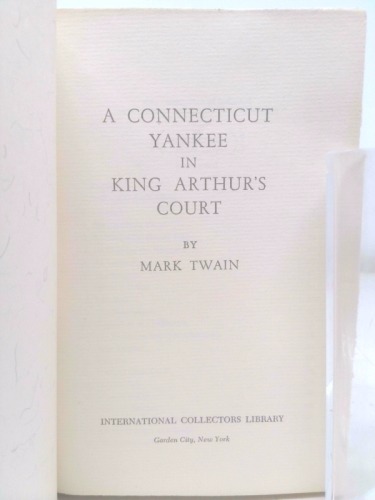 A CONNECTICUT
YANKEE
IN
KING ARTHUR'S
COURT
BY
MARK TWAIN
INTERNATIONAL COLLECTORS LIBRARY
Garden City, New York